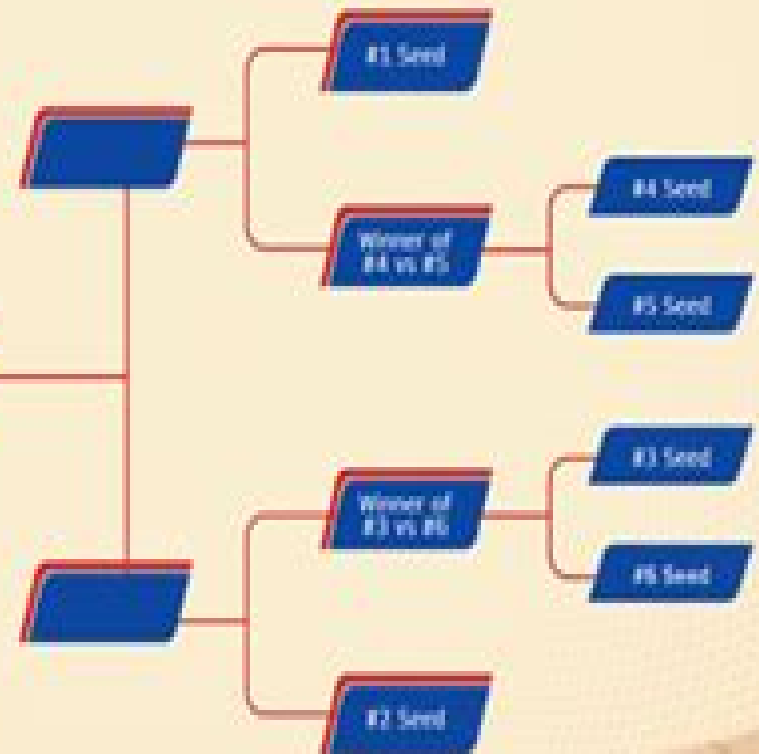 #1 Seed
#4 Seed
Winner of
#4 vs #5
#5 Seed
#3 Seed
Winner of
#3 vs #6
#6 Seed
#2 Seed